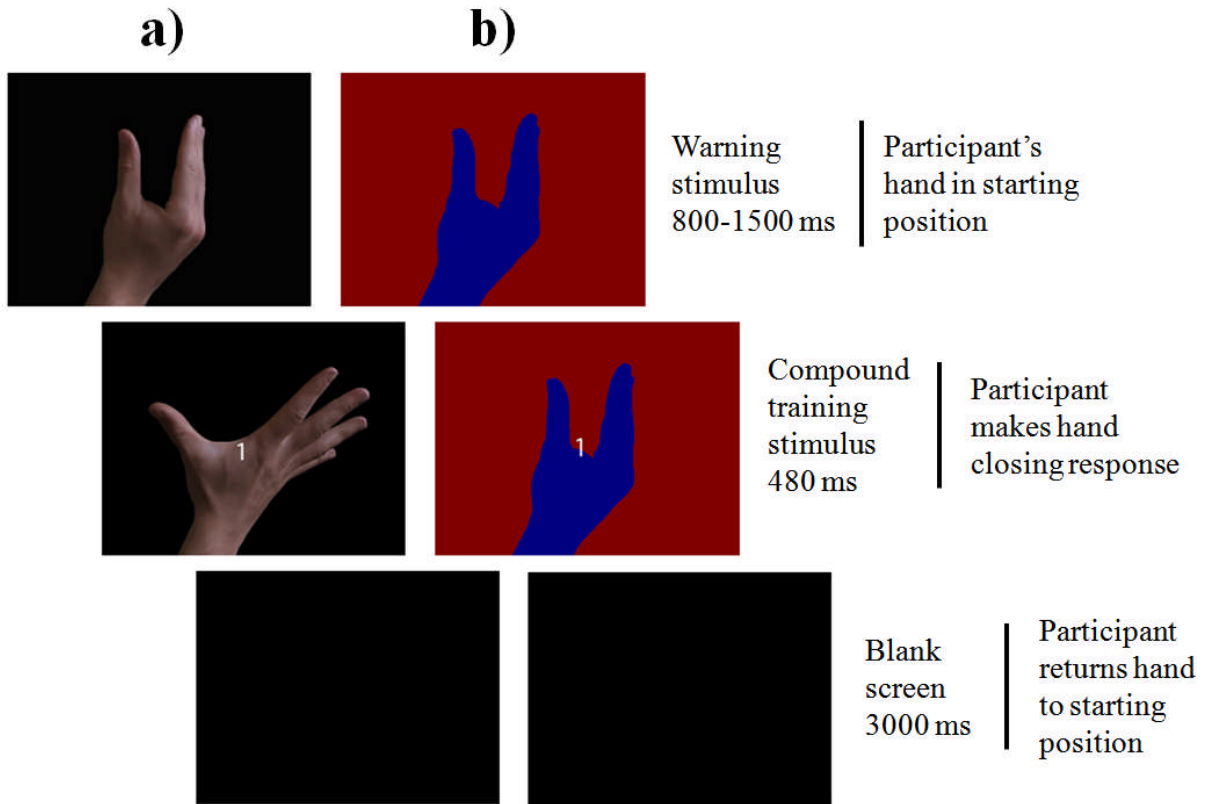 a)
b)
Warning
stimulus
800-1500 ms
Participant’s
hand in starting
position
1
1
Compound
training
stimulus
480 ms
Participant
makes hand
closing response
Blank
screen
3000 ms
Participant
returns hand
to starting
position